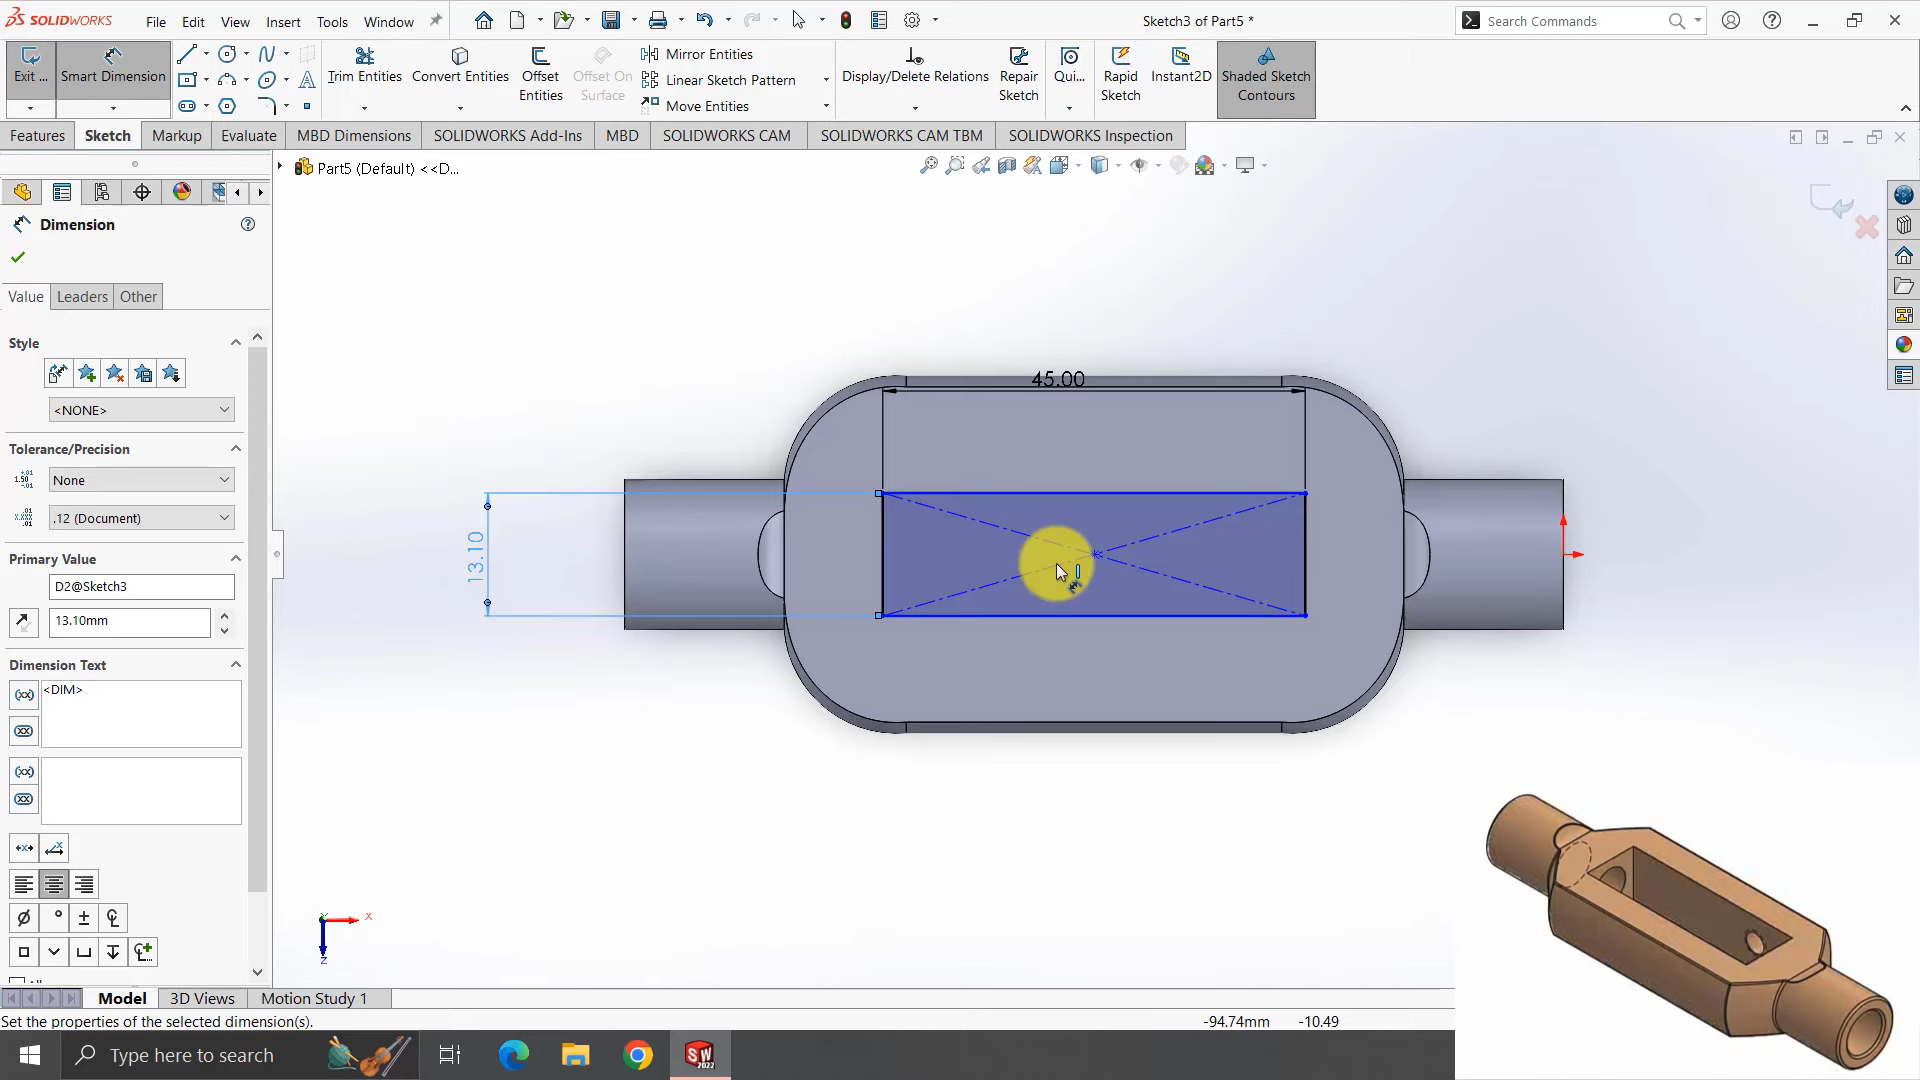 SOLIDWORKS File Edit View Insert Tools Window Sketch3 of Part5 * Search Commands
Exit ... Smart Dimension Trim Entities Convert Entities Offset Entities Offset On Surface Mirror Entities Display/Delete Relations Repair Sketch Qui... Rapid Sketch Instant2D Shaded Sketch Contours
Linear Sketch Pattern
Move Entities
Features Sketch Markup Evaluate MBD Dimensions SOLIDWORKS Add-Ins MBD SOLIDWORKS CAM SOLIDWORKS CAM TBM SOLIDWORKS Inspection
Part5 (Default) <<D...
Dimension
Value Leaders Other
Style
<NONE>
Tolerance/Precision
None
.12 (Document)
Primary Value
D2@Sketch3
13.10mm
Dimension Text
<DIM>
45.00
13.10
X
Z
Model 3D Views Motion Study 1
Set the properties of the selected dimension(s). -94.74mm -10.49
Type here to search
SW
2022